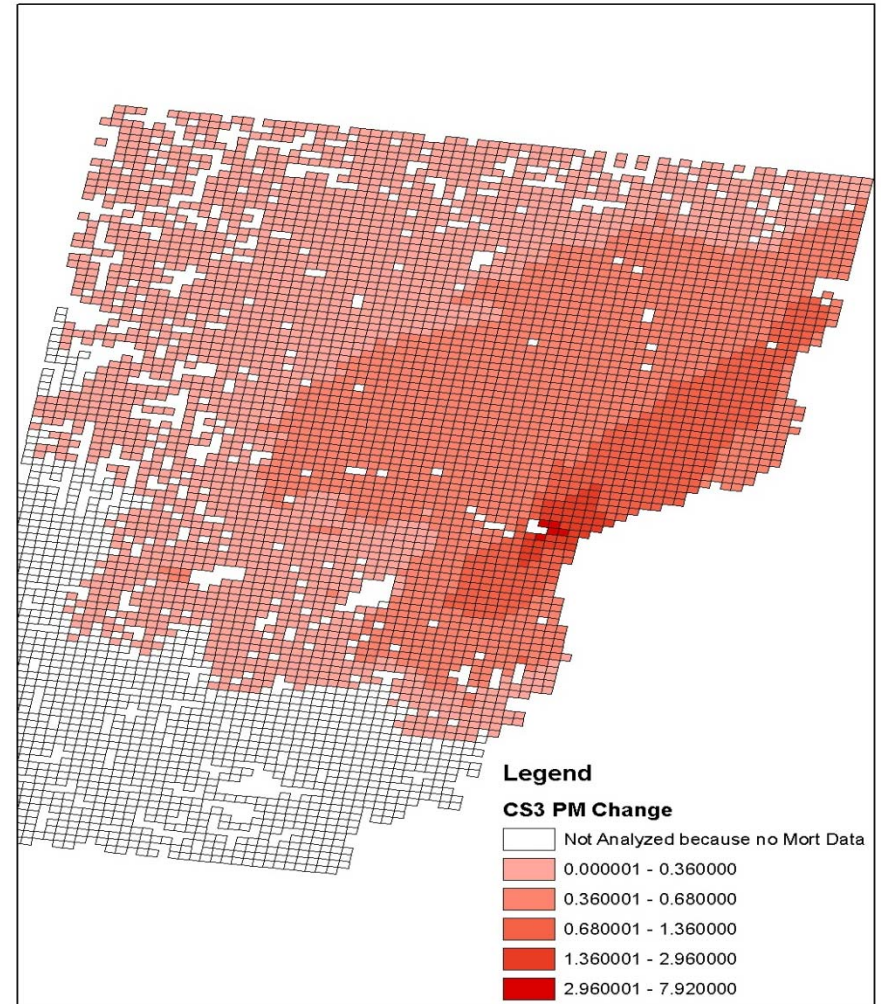 Legend
CS3 PM Change
Not Analyzed because no Mort Data
0.000001 - 0.360000
0.360001 - 0.680000
0.680001 - 1.360000
1.360001 - 2.960000
2.960001 - 7.920000